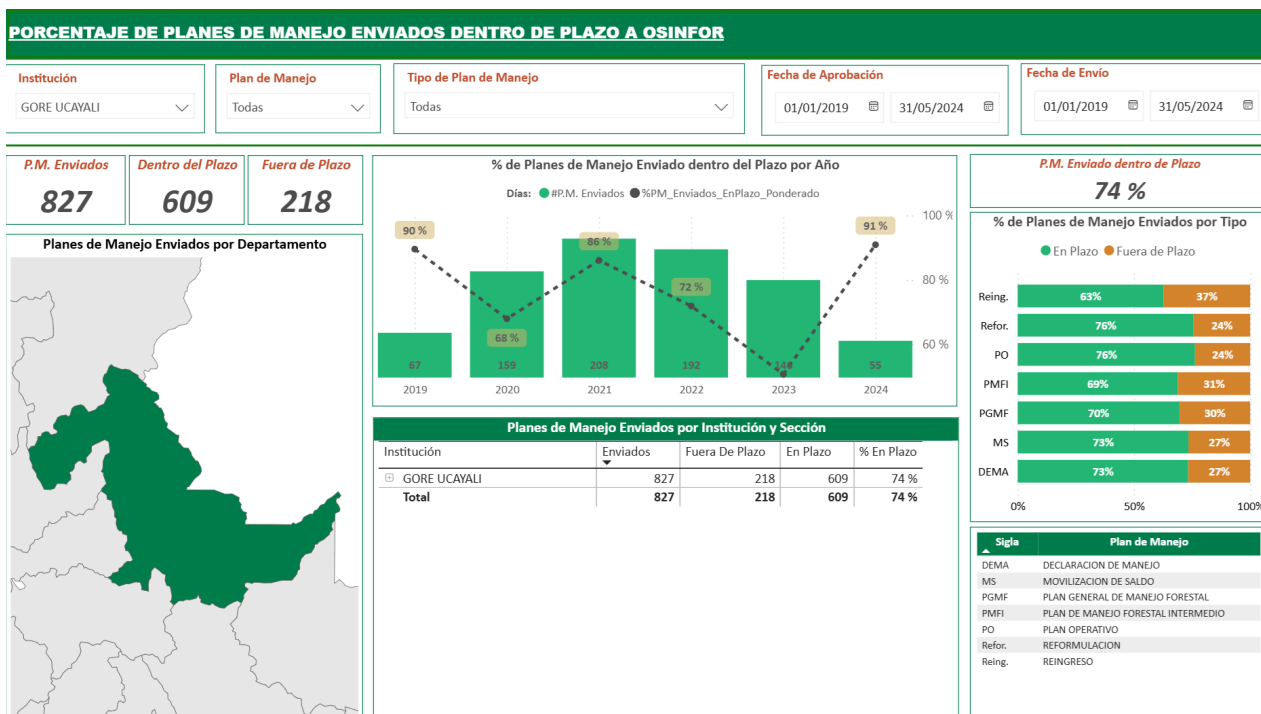 PORCENTAJE DE PLANES DE MANEJO ENVIADOS DENTRO DE PLAZO A OSINFOR
Institución
GORE UCAYALI
Plan de Manejo
Todas
Tipo de Plan de Manejo
Todas
Fecha de Aprobación
01/01/2019 31/05/2024
Fecha de Envío
01/01/2019 31/05/2024
P.M. Enviados
827
Dentro del Plazo
609
Fuera de Plazo
218
Planes de Manejo Enviados por Departamento
% de Planes de Manejo Enviado dentro del Plazo por Año
Días: #P.M. Enviados %PM_Enviados_EnPlazo_Ponderado
100 %
80 %
60 %
90 %
68 %
86 %
72 %
91 %
67 159 208 192 55
2019 2020 2021 2022 2023 2024
Planes de Manejo Enviados por Institución y Sección
Institución Enviados Fuera De Plazo En Plazo % En Plazo
GORE UCAYALI 827 218 609 74 %
Total 827 218 609 74 %
P.M. Enviado dentro de Plazo
74 %
% de Planes de Manejo Enviados por Tipo
En Plazo Fuera de Plazo
Reing. 63% 37%
Refor. 76% 24%
PO 76% 24%
PMFI 69% 31%
PGMF 70% 30%
MS 73% 27%
DEMA 73% 27%
0% 50% 100%
Sigla Plan de Manejo
DEMA DECLARACION DE MANEJO
MS MOVILIZACION DE SALDO
PGMF PLAN GENERAL DE MANEJO FORESTAL
PMFI PLAN DE MANEJO FORESTAL INTERMEDIO
PO PLAN OPERATIVO
Refor. REFORMULACION
Reing. REINGRESO